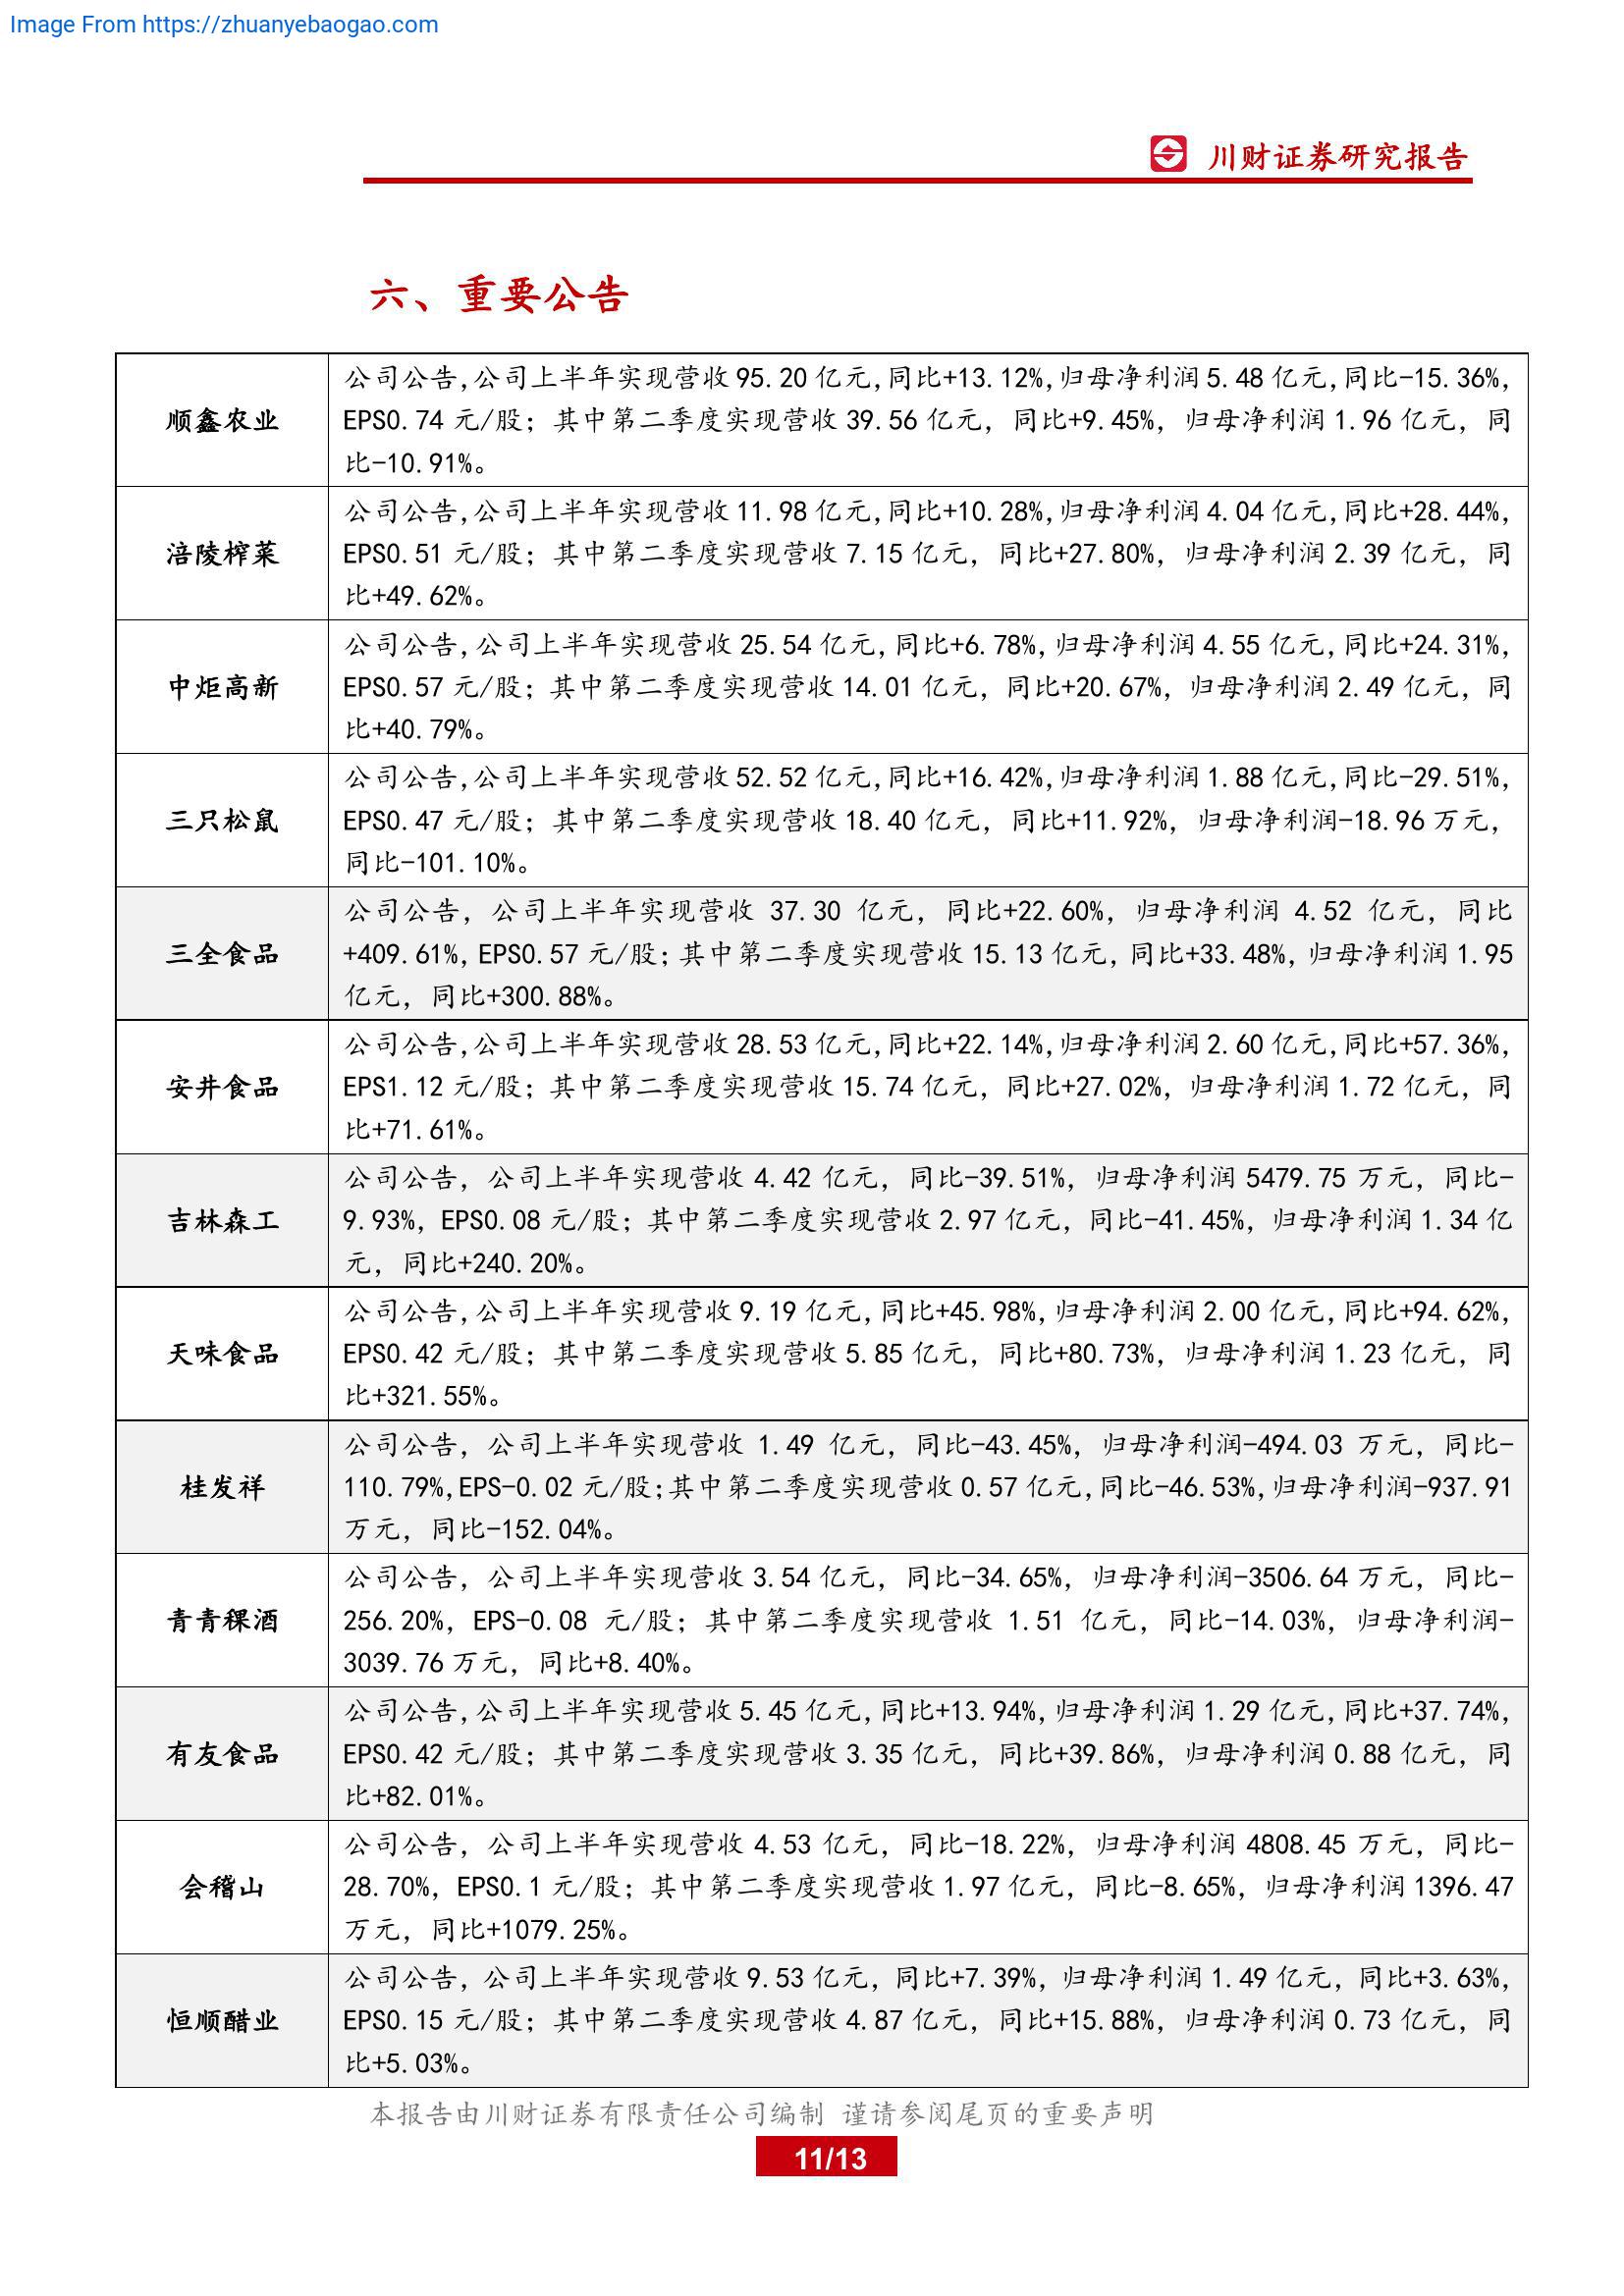 Image From https://zhuanyebaogao.com
川财证券研究报告
六、重要公告
顺鑫农业
公司公告,公司上半年实现营收95.20亿元,同比+13.12%,归母净利润5.48亿元,同比-15.36%,
EPS0.74元/股；其中第二季度实现营收39.56亿元，同比+9.45%，归母净利润1.96亿元，同
比-10.91%。
涪陵榨菜
公司公告,公司上半年实现营收11.98亿元,同比+10.28%,归母净利润4.04亿元,同比+28.44%,
EPS0.51元/股；其中第二季度实现营收7.15亿元，同比+27.80%，归母净利润2.39亿元，同
比+49.62%。
中炬高新
公司公告,公司上半年实现营收25.54亿元,同比+6.78%,归母净利润4.55亿元,同比+24.31%,
EPS0.57元/股；其中第二季度实现营收14.01亿元，同比+20.67%，归母净利润2.49亿元，同
比+40.79%。
三只松鼠
公司公告,公司上半年实现营收52.52亿元,同比+16.42%,归母净利润1.88亿元,同比-29.51%,
EPS0.47元/股；其中第二季度实现营收18.40亿元，同比+11.92%，归母净利润-18.96万元，
同比-101.10%。
三全食品
公司公告，公司上半年实现营收 37.30 亿元，同比+22.60%，归母净利润 4.52 亿元，同比
+409.61%，EPS0.57元/股；其中第二季度实现营收15.13亿元，同比+33.48%，归母净利润1.95
亿元，同比+300.88%。
安井食品
公司公告,公司上半年实现营收28.53亿元,同比+22.14%,归母净利润2.60亿元,同比+57.36%,
EPS1.12元/股；其中第二季度实现营收15.74亿元，同比+27.02%，归母净利润1.72亿元，同
比+71.61%。
吉林森工
公司公告，公司上半年实现营收4.42亿元，同比-39.51%，归母净利润5479.75万元，同比-
9.93%，EPS0.08元/股；其中第二季度实现营收2.97亿元，同比-41.45%，归母净利润1.34亿
元，同比+240.20%。
天味食品
公司公告,公司上半年实现营收9.19亿元,同比+45.98%,归母净利润2.00亿元,同比+94.62%,
EPS0.42元/股；其中第二季度实现营收5.85亿元，同比+80.73%，归母净利润1.23亿元，同
比+321.55%。
桂发祥
公司公告，公司上半年实现营收 1.49 亿元，同比-43.45%，归母净利润-494.03 万元，同比-
110.79%,EPS-0.02元/股;其中第二季度实现营收0.57亿元,同比-46.53%,归母净利润-937.91
万元，同比-152.04%。
青青稞酒
公司公告，公司上半年实现营收3.54亿元，同比-34.65%，归母净利润-3506.64万元，同比-
256.20%，EPS-0.08 元/股；其中第二季度实现营收 1.51 亿元，同比-14.03%，归母净利润-
3039.76万元，同比+8.40%。
有友食品
公司公告,公司上半年实现营收5.45亿元,同比+13.94%,归母净利润1.29亿元,同比+37.74%,
EPS0.42元/股；其中第二季度实现营收3.35亿元，同比+39.86%，归母净利润0.88亿元，同
比+82.01%。
会稽山
公司公告，公司上半年实现营收4.53亿元，同比-18.22%，归母净利润4808.45万元，同比-
28.70%，EPS0.1元/股；其中第二季度实现营收1.97亿元，同比-8.65%，归母净利润1396.47
万元，同比+1079.25%。
恒顺醋业
公司公告，公司上半年实现营收9.53亿元，同比+7.39%，归母净利润1.49亿元，同比+3.63%，
EPS0.15元/股；其中第二季度实现营收4.87亿元，同比+15.88%，归母净利润0.73亿元，同
比+5.03%。
本报告由川财证券有限责任公司编制 谨请参阅尾页的重要声明
11/13